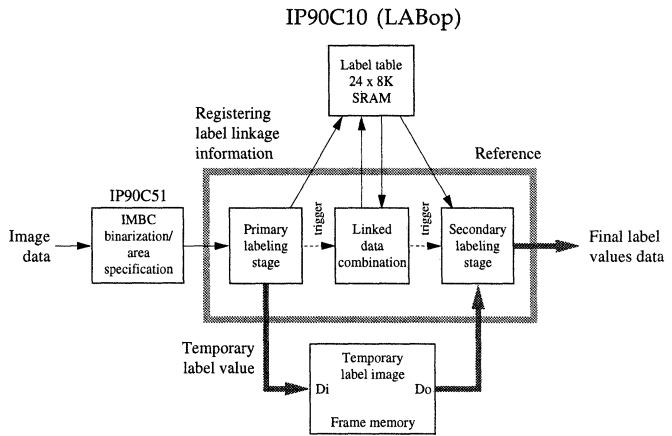 IP90C10 (LABop)
Label table
24 x 8K
SRAM
Registering
label linkage
information
Reference
IP90C51
Image
data
IMBC
binarization/
area
specification
Primary
labeling
stage
trigger
Linked
data
combination
trigger
Secondary
labeling
stage
Final label
values data
Temporary
label value
Temporary
label image
Di
Do
Frame memory